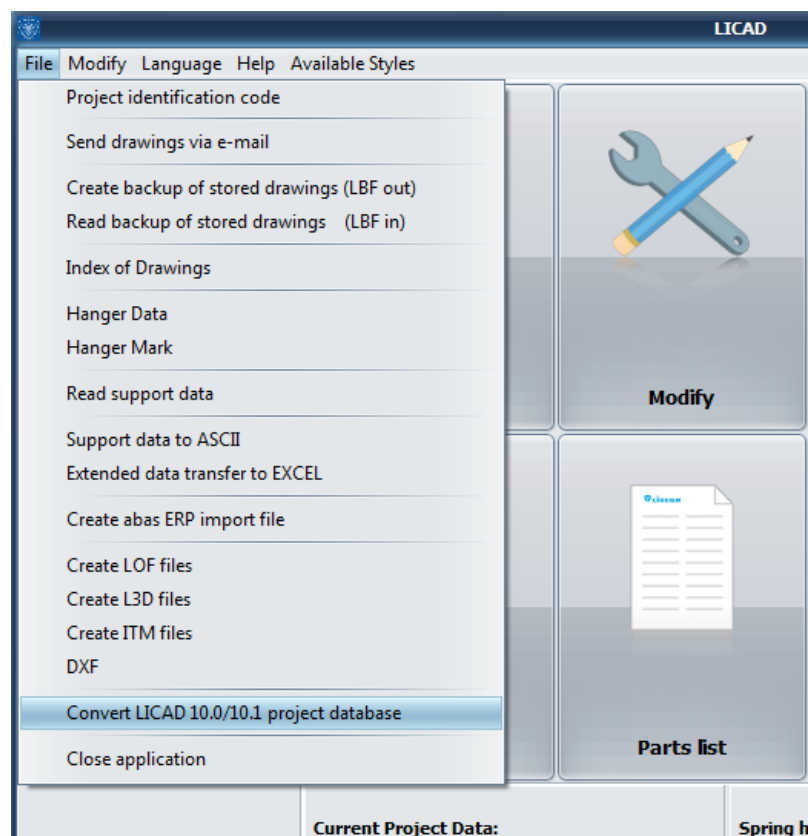 LICAD
File Modify Language Help Available Styles
Project identification code
Send drawings via e-mail
Create backup of stored drawings (LBF out)
Read backup of stored drawings (LBF in)
Index of Drawings
Hanger Data
Hanger Mark
Read support data
Support data to ASCII
Extended data transfer to EXCEL
Create abas ERP import file
Create LOF files
Create L3D files
Create ITM files
DXF
Convert LICAD 10.0/10.1 project database
Close application
Modify
LISEGA
Parts list
Current Project Data:
Spring h